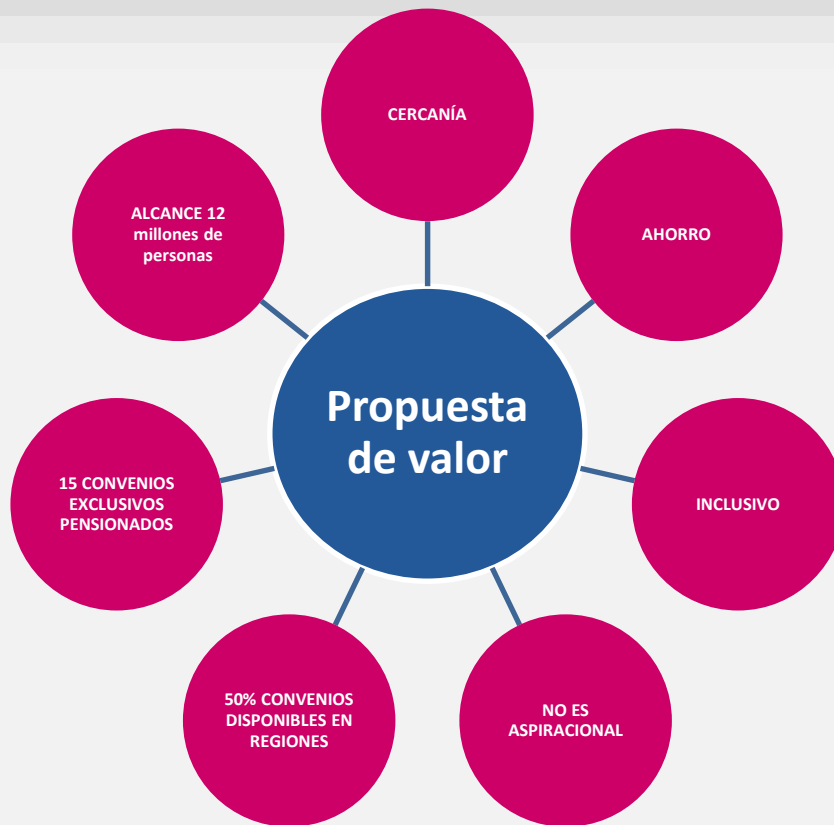 CERCANÍA
AHORRO
INCLUSIVO
NO ES
ASPIRACIONAL
50% CONVENIOS
DISPONIBLES EN
REGIONES
15 CONVENIOS
EXCLUSIVOS
PENSIONADOS
ALCANCE 12
millones de
personas
Propuesta
de valor